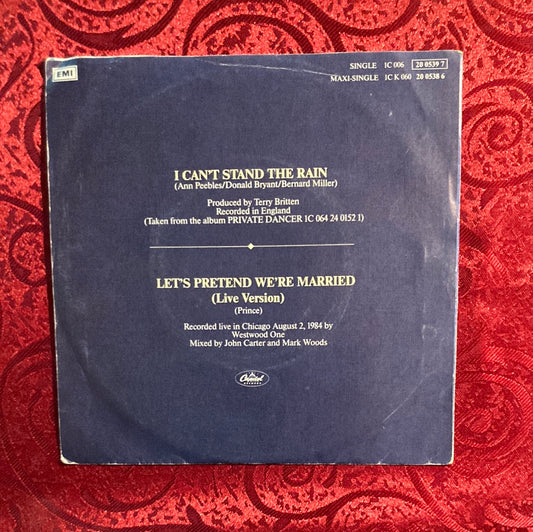 EMI
SINGLE 1C 006 20 0539 7
MAXI-SINGLE 1C K 060 20 0538 6
I CAN'T STAND THE RAIN
(Ann Peebles/Donald Bryant/Bernard Miller)
Produced by Terry Britten
Recorded in England
(Taken from the album PRIVATE DANCER 1C 064 24 0152 1)
LET'S PRETEND WE'RE MARRIED
(Live Version)
(Prince)
Recorded live in Chicago August 2, 1984 by
Westwood One
Mixed by John Carter and Mark Woods
Capitol
RECORDS